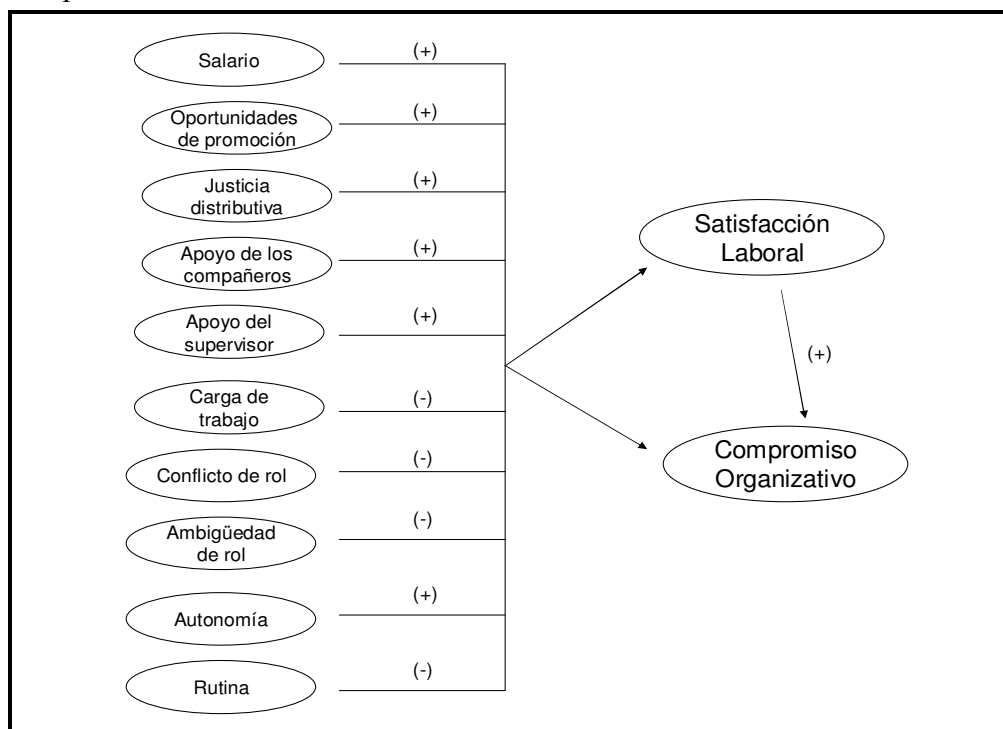 Salario
(+)
Oportunidades
de promoción
(+)
Justicia
distributiva
(+)
Apoyo de los
compañeros
(+)
Apoyo del
supervisor
(+)
Carga de
trabajo
(-)
Conflicto de rol
(-)
Ambigüedad
de rol
(-)
Autonomía
(+)
Rutina
(-)
Satisfacción
Laboral
(+)
Compromiso
Organizativo